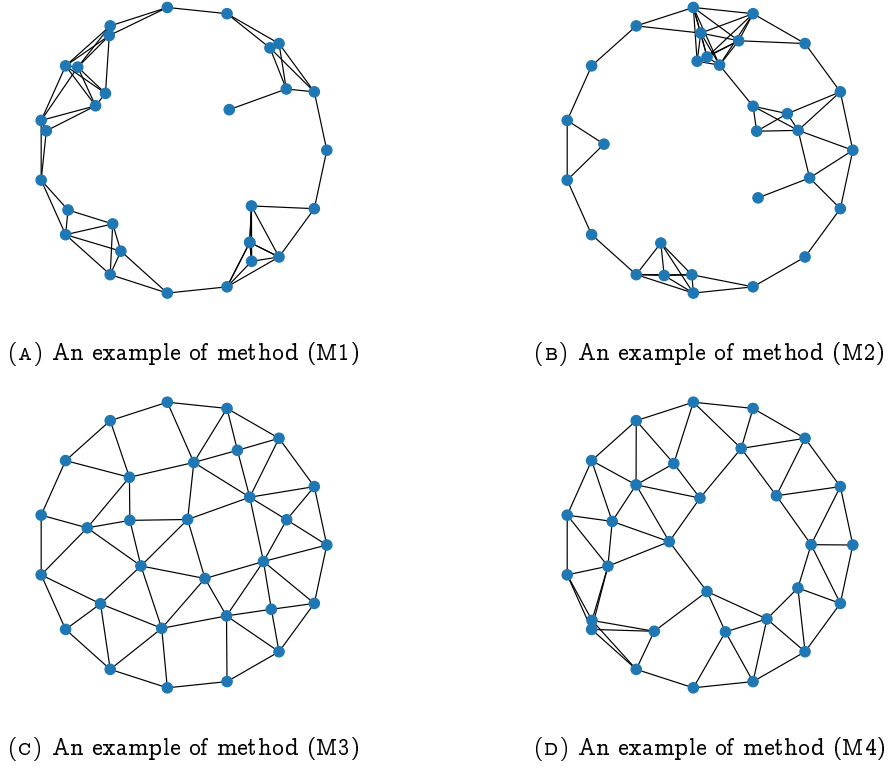 (A) An example of method (M1)
(B) An example of method (M2)
(C) An example of method (M3)
(D) An example of method (M4)